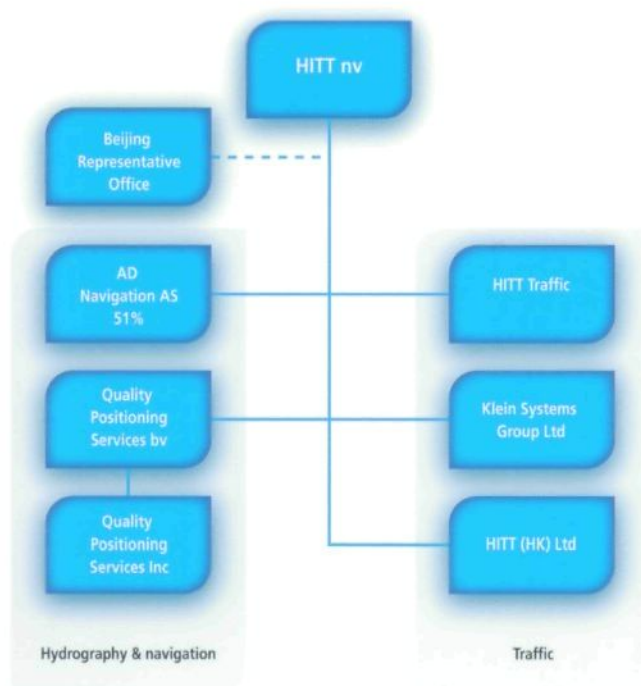 HITT nv
Beijing
Representative
Office
AD
Navigation AS
51%
HITT Traffic
Quality
Positioning
Services bv
Klein Systems
Group Ltd
Quality
Positioning
Services Inc
HITT (HK) Ltd
Hydrography & navigation
Traffic